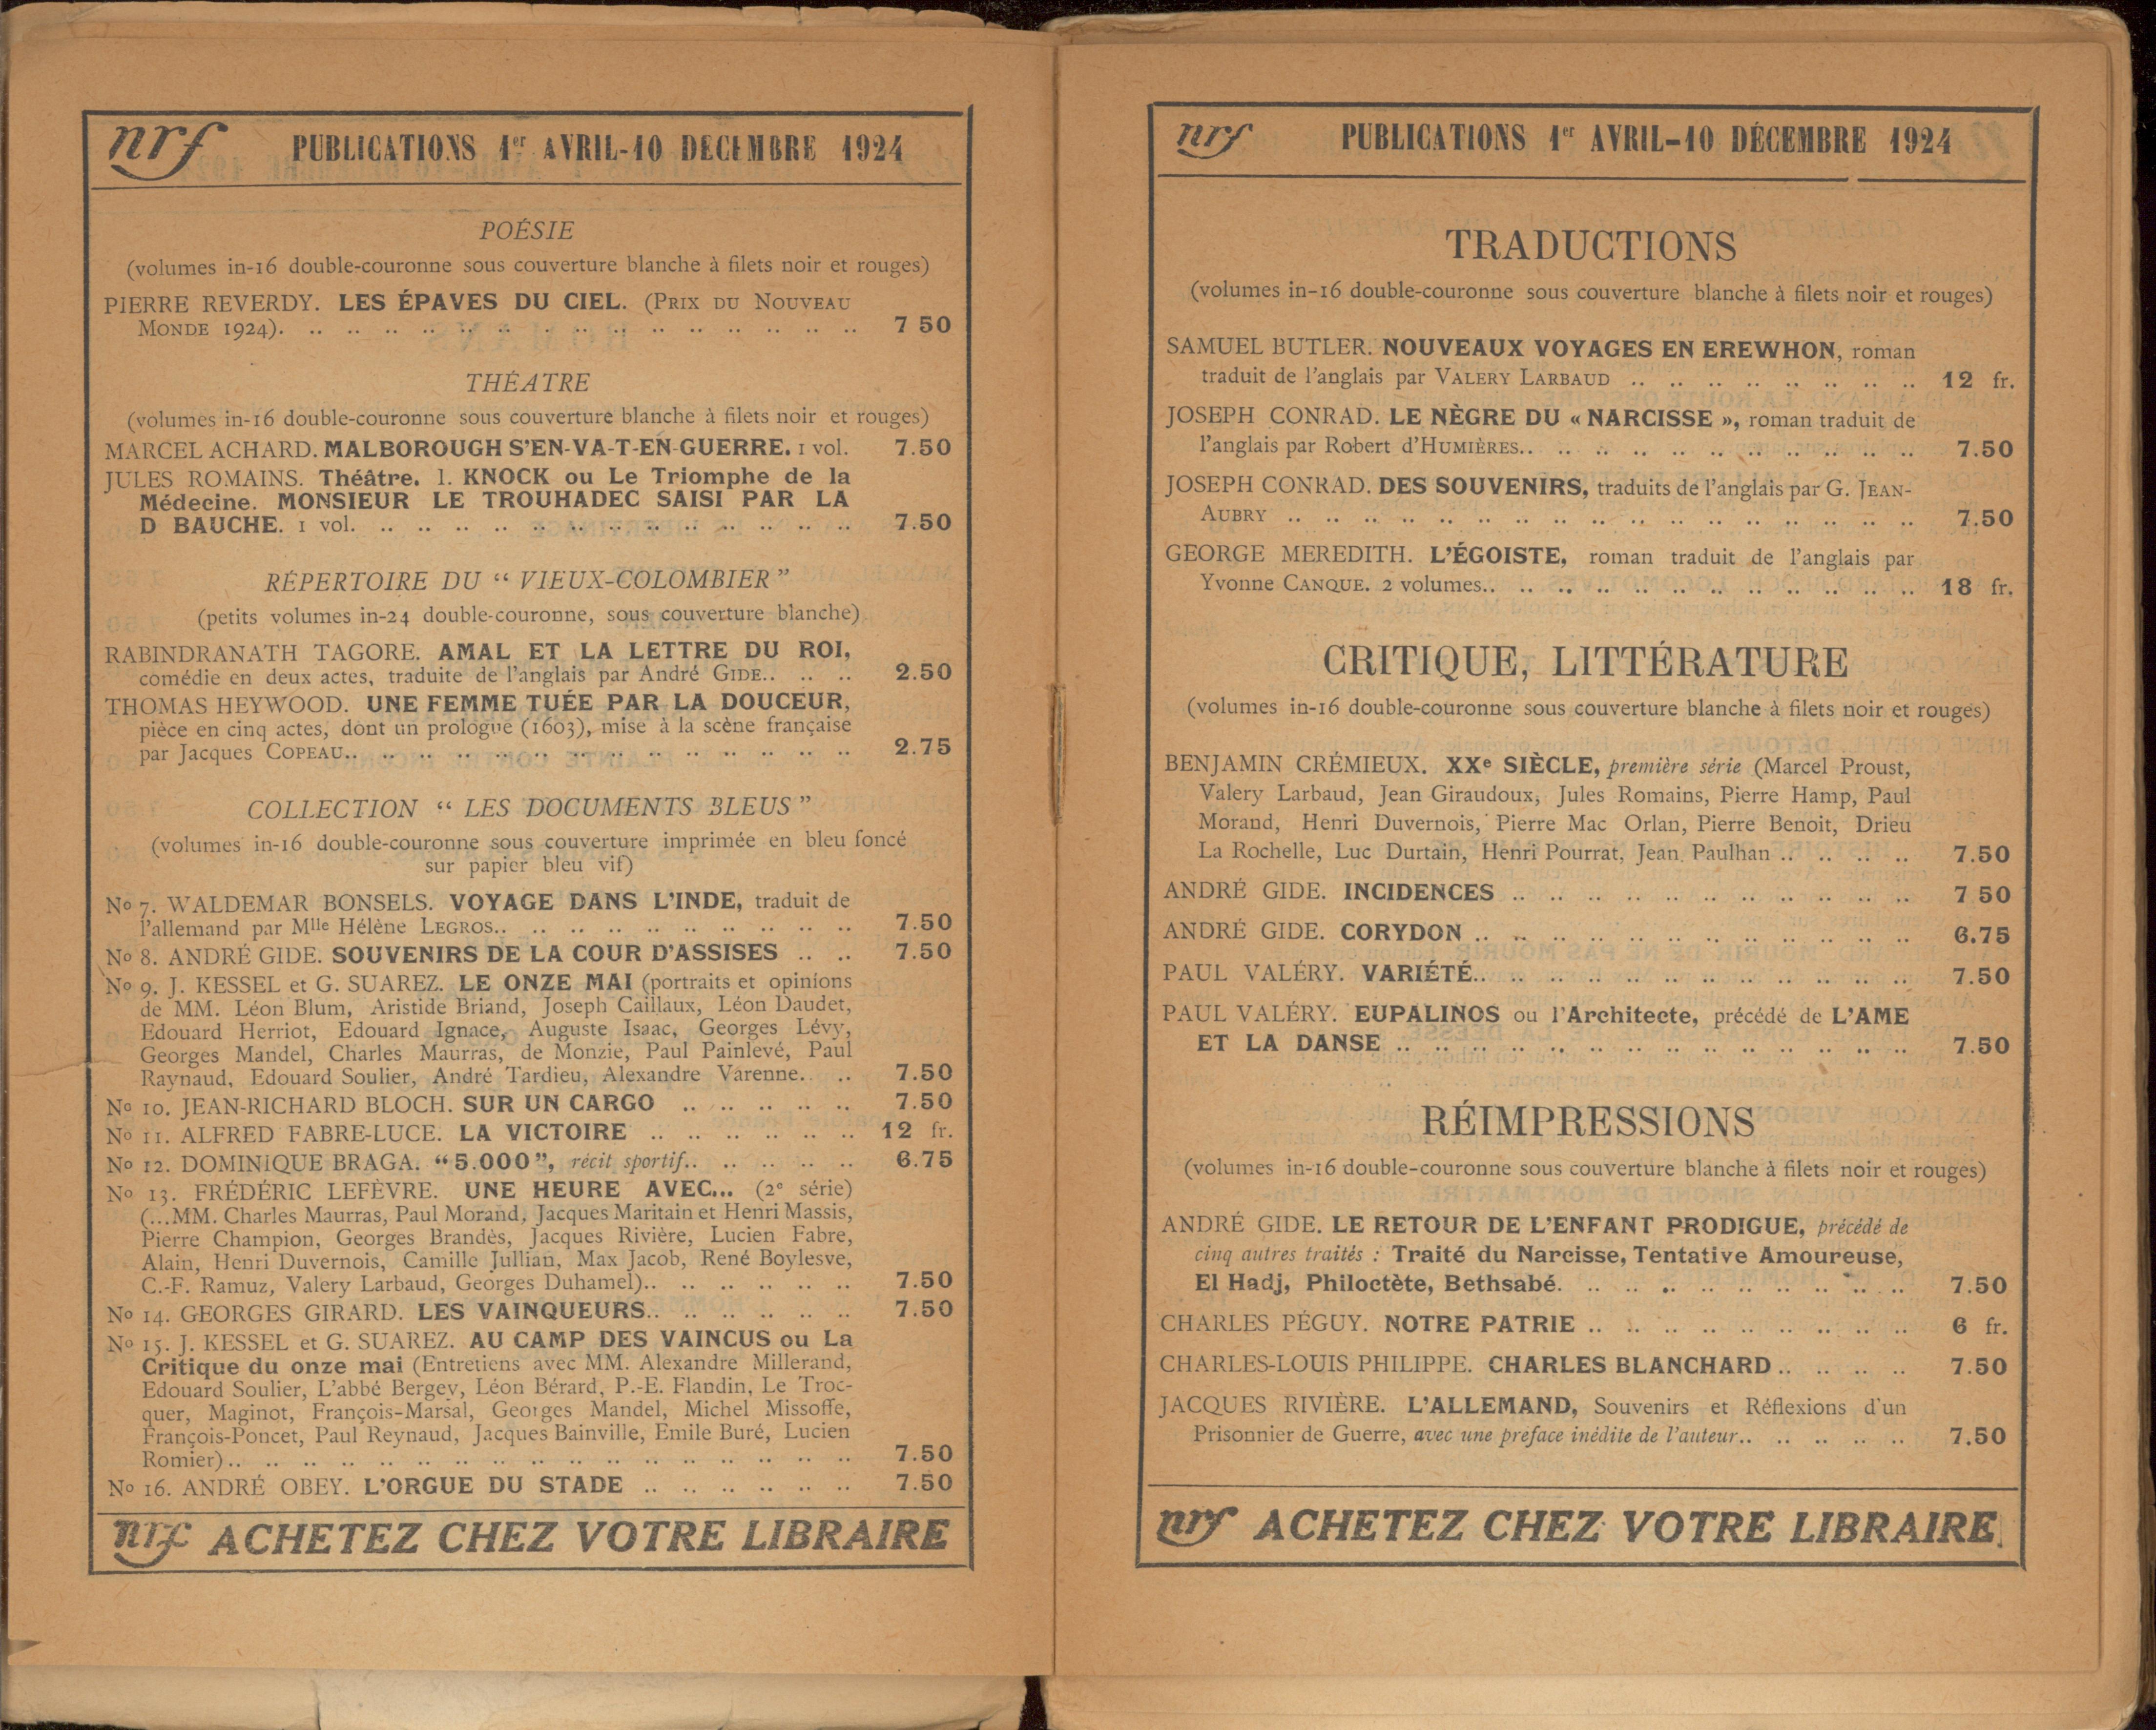 nrf PUBLICATIONS 1er AVRIL-10 DECEMBRE 1924
POÉSIE
(volumes in-16 double-couronne sous couverture blanche à filets noir et rouges)
PIERRE REVERDY. LES ÉPAVES DU CIEL. (PRIX DU NOUVEAU
MONDE 1924). .. .. .. .. .. .. . .. .. .. .. .. .. .. .. 7 50
THÉATRE
(volumes in-16 double-couronne sous couverture blanche à filets noir et rouges)
MARCEL ACHARD. MALBOROUGH S'EN-VA-T-EN-GUERRE. 1 vol. 7.50
JULES ROMAINS. Théâtre. 1. KNOCK ou Le Triomphe de la
Médecine. MONSIEUR LE TROUHADEC SAISI PAR LA
D BAUCHE. 1 vol. .. .. .. .. .. .. .. .. .. .. .. .. .. 7.50
RÉPERTOIRE DU “ VIEUX-COLOMBIER ”
(petits volumes in-24 double-couronne, sous couverture blanche)
RABINDRANATH TAGORE. AMAL ET LA LETTRE DU ROI,
comédie en deux actes, traduite de l'anglais par André GIDE.. .. .. 2.50
THOMAS HEYWOOD. UNE FEMME TUÉE PAR LA DOUCEUR,
pièce en cinq actes, dont un prologue (1603), mise à la scène française
par Jacques COPEAU.. .. .. .. .. .. .. .. .. .. .. .. .. .. 2.75
COLLECTION “ LES DOCUMENTS BLEUS ”
(volumes in-16 double-couronne sous couverture imprimée en bleu foncé
sur papier bleu vif)
No 7. WALDEMAR BONSELS. VOYAGE DANS L'INDE, traduit de
l'allemand par Mlle Hélène LEGROS.. .. .. .. .. .. .. .. .. .. 7.50
No 8. ANDRÉ GIDE. SOUVENIRS DE LA COUR D'ASSISES .. .. 7.50
No 9. J. KESSEL et G. SUAREZ. LE ONZE MAI (portraits et opinions
de MM. Léon Blum, Aristide Briand, Joseph Caillaux, Léon Daudet,
Edouard Herriot, Edouard Ignace, Auguste Isaac, Georges Lévy,
Georges Mandel, Charles Maurras, de Monzie, Paul Painlevé, Paul
Raynaud, Edouard Soulier, André Tardieu, Alexandre Varenne. .. 7.50
No 10. JEAN-RICHARD BLOCH. SUR UN CARGO .. .. .. .. .. 7.50
No 11. ALFRED FABRE-LUCE. LA VICTOIRE .. .. .. .. .. .. 12 fr.
No 12. DOMINIQUE BRAGA. “5.000”, récit sportif.. .. .. .. .. 6.75
No 13. FRÉDÉRIC LEFÈVRE. UNE HEURE AVEC... (2e série)
(...MM. Charles Maurras, Paul Morand, Jacques Maritain et Henri Massis,
Pierre Champion, Georges Brandès, Jacques Rivière, Lucien Fabre,
Alain, Henri Duvernois, Camille Jullian, Max Jacob, René Boylesve,
C.-F. Ramuz, Valery Larbaud, Georges Duhamel).. .. .. .. .. .. 7.50
No 14. GEORGES GIRARD. LES VAINQUEURS.. .. .. .. .. .. 7.50
No 15. J. KESSEL et G. SUAREZ. AU CAMP DES VAINCUS ou La
Critique du onze mai (Entretiens avec MM. Alexandre Millerand,
Edouard Soulier, L'abbé Bergey, Léon Bérard, P.-E. Flandin, Le Troc-
quer, Maginot, François-Marsal, Georges Mandel, Michel Missoffe,
François-Poncet, Paul Reynaud, Jacques Bainville, Emile Buré, Lucien
Romier).. .. .. .. .. .. .. .. .. .. .. .. .. .. .. .. .. 7.50
No 16. ANDRÉ OBEY. L'ORGUE DU STADE .. .. .. .. .. .. 7.50
nrf ACHETEZ CHEZ VOTRE LIBRAIRE
nrf PUBLICATIONS 1er AVRIL-10 DÉCEMBRE 1924
TRADUCTIONS
(volumes in-16 double-couronne sous couverture blanche à filets noir et rouges)
SAMUEL BUTLER. NOUVEAUX VOYAGES EN EREWHON, roman
traduit de l'anglais par VALERY LARBAUD .. .. .. .. .. .. .. .. 12 fr.
JOSEPH CONRAD. LE NÈGRE DU « NARCISSE », roman traduit de
l'anglais par Robert d'HUMIÈRES.. .. .. .. .. .. .. .. .. .. .. 7.50
JOSEPH CONRAD. DES SOUVENIRS, traduits de l'anglais par G. JEAN-
AUBRY .. .. .. .. .. .. .. .. .. .. .. .. .. .. .. .. .. 7.50
GEORGE MEREDITH. L'ÉGOISTE, roman traduit de l'anglais par
Yvonne CANQUE. 2 volumes.. .. .. .. .. .. .. .. .. .. .. .. 18 fr.
CRITIQUE, LITTÉRATURE
(volumes in-16 double-couronne sous couverture blanche à filets noir et rouges)
BENJAMIN CRÉMIEUX. XXe SIÈCLE, première série (Marcel Proust,
Valery Larbaud, Jean Giraudoux, Jules Romains, Pierre Hamp, Paul
Morand, Henri Duvernois, Pierre Mac Orlan, Pierre Benoit, Drieu
La Rochelle, Luc Durtain, Henri Pourrat, Jean Paulhan .. .. .. .. 7.50
ANDRÉ GIDE. INCIDENCES .. .. .. .. .. .. .. .. .. .. .. 7 50
ANDRÉ GIDE. CORYDON .. .. .. .. .. .. .. .. .. .. .. .. 6.75
PAUL VALÉRY. VARIÉTÉ.. .. .. .. .. .. .. .. .. .. .. .. 7.50
PAUL VALÉRY. EUPALINOS ou l'Architecte, précédé de L'AME
ET LA DANSE .. .. .. .. .. .. .. .. .. .. .. .. .. .. 7.50
RÉIMPRESSIONS
(volumes in-16 double-couronne sous couverture blanche à filets noir et rouges)
ANDRÉ GIDE. LE RETOUR DE L'ENFANT PRODIGUE, précédé de
cinq autres traités : Traité du Narcisse, Tentative Amoureuse,
El Hadj, Philoctète, Bethsabé. .. .. .. .. .. .. .. .. .. 7.50
CHARLES PÉGUY. NOTRE PATRIE .. .. .. .. .. .. .. .. .. 6 fr.
CHARLES-LOUIS PHILIPPE. CHARLES BLANCHARD .. .. .. .. 7.50
JACQUES RIVIÈRE. L'ALLEMAND, Souvenirs et Réflexions d'un
Prisonnier de Guerre, avec une préface inédite de l'auteur.. .. .. .. .. 7.50
nrf ACHETEZ CHEZ VOTRE LIBRAIRE